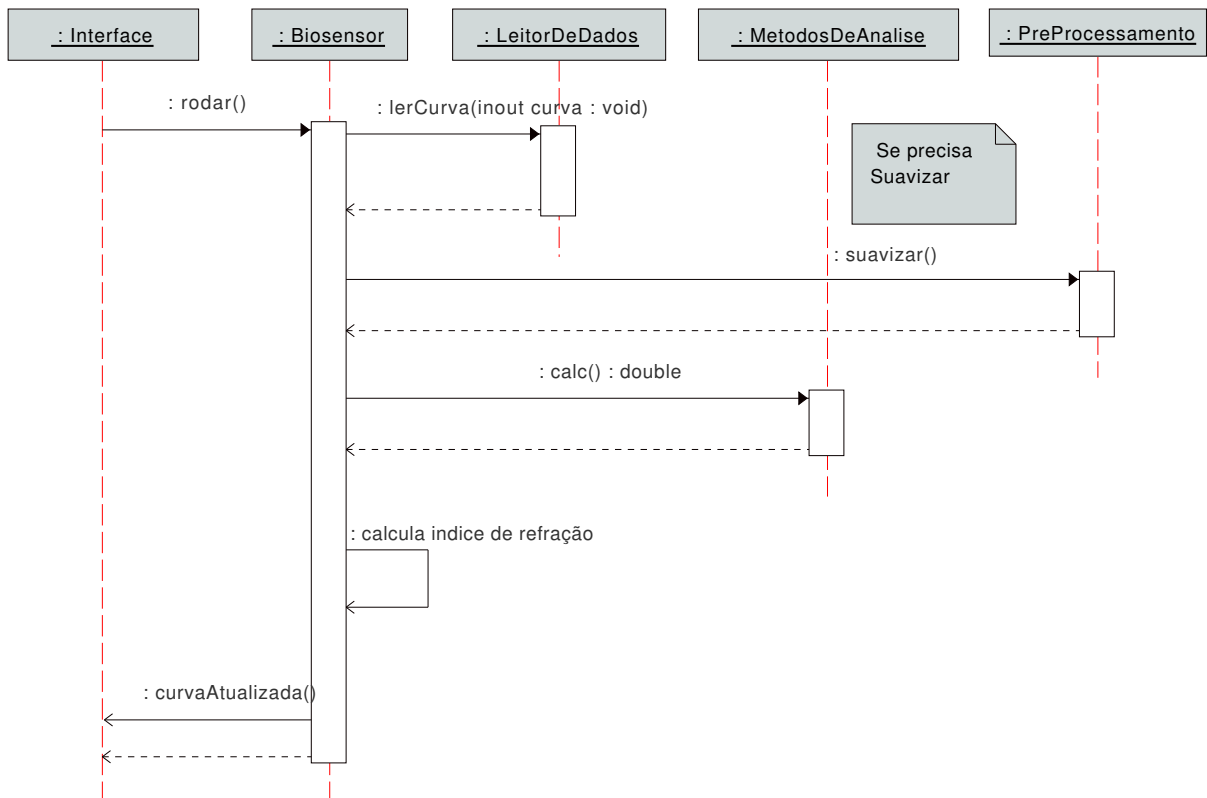 : Interface
: Biosensor
: LeitorDeDados
: MetodosDeAnalise
: PreProcessamento
: rodar()
: lerCurva(inout curva : void)
Se precisa
Suavizar
: suavizar()
: calc() : double
: calcula indice de refração
: curvaAtualizada()